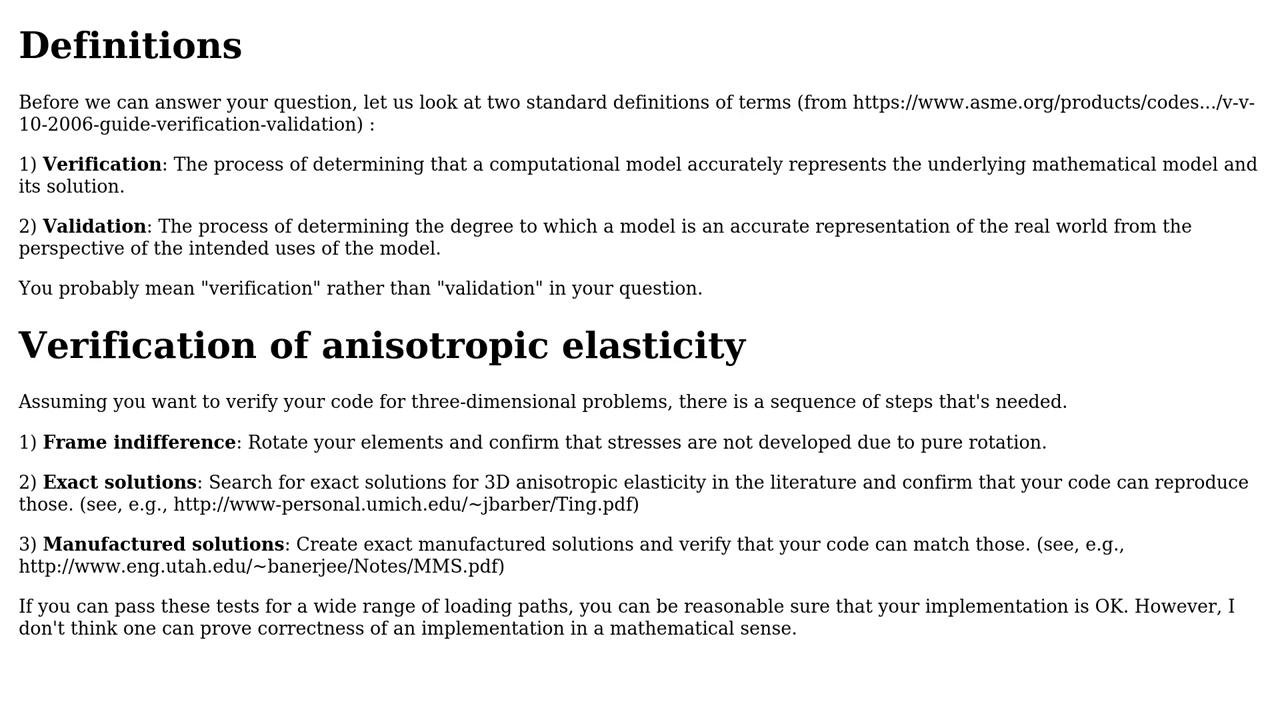 Definitions
Before we can answer your question, let us look at two standard definitions of terms (from https://www.asme.org/products/codes.../v-v-
10-2006-guide-verification-validation) :
1) Verification: The process of determining that a computational model accurately represents the underlying mathematical model and
its solution.
2) Validation: The process of determining the degree to which a model is an accurate representation of the real world from the
perspective of the intended uses of the model.
You probably mean "verification" rather than "validation" in your question.
Verification of anisotropic elasticity
Assuming you want to verify your code for three-dimensional problems, there is a sequence of steps that's needed.
1) Frame indifference: Rotate your elements and confirm that stresses are not developed due to pure rotation.
2) Exact solutions: Search for exact solutions for 3D anisotropic elasticity in the literature and confirm that your code can reproduce
those. (see, e.g., http://www-personal.umich.edu/~jbarber/Ting.pdf)
3) Manufactured solutions: Create exact manufactured solutions and verify that your code can match those. (see, e.g.,
http://www.eng.utah.edu/~banerjee/Notes/MMS.pdf)
If you can pass these tests for a wide range of loading paths, you can be reasonable sure that your implementation is OK. However, I
don't think one can prove correctness of an implementation in a mathematical sense.